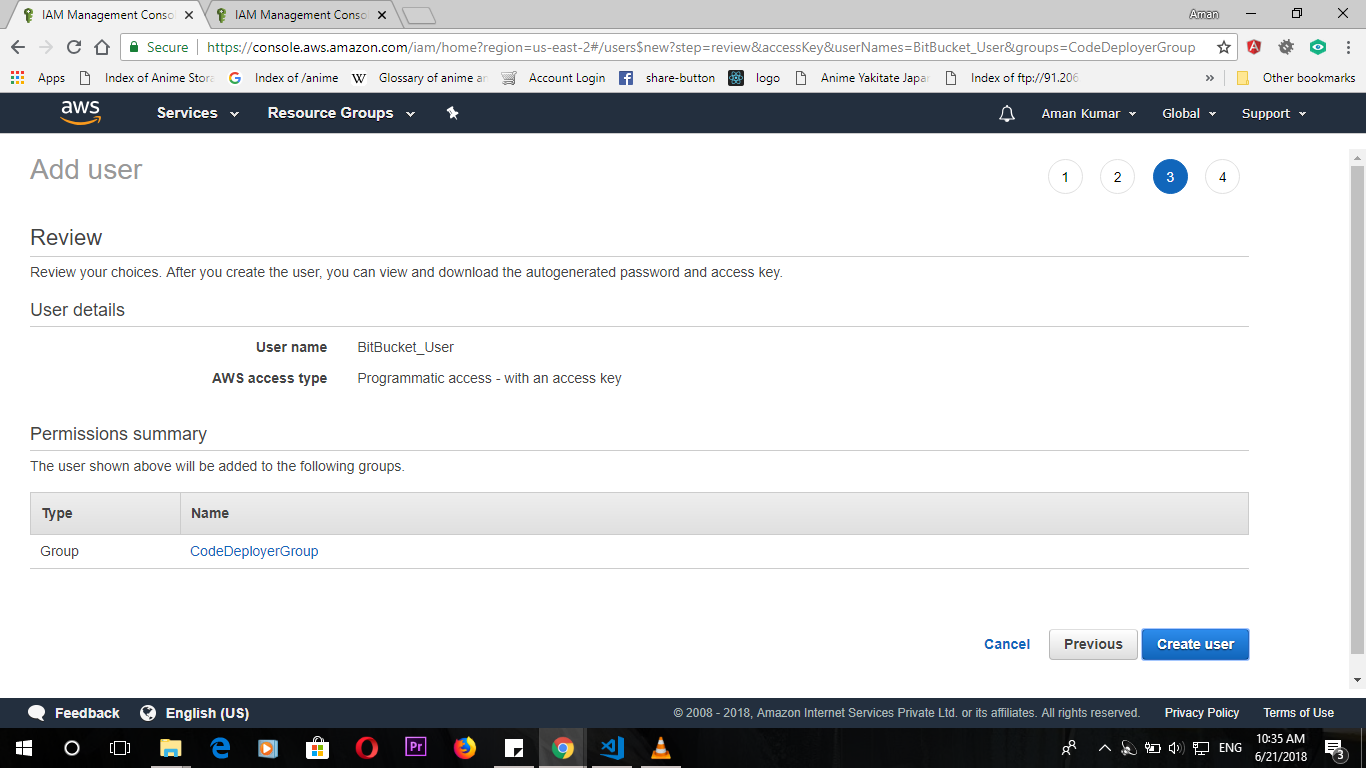 IAM Management Conso
IAM Management Conso
Aman
Secure
https://console.aws.amazon.com/iam/home?region=us-east-2#/users$new?step=review&accessKey&userNames=BitBucket_User&groups=CodeDeployerGroup
Apps
Index of Anime Stora
Index of /anime
Glossary of anime an
Account Login
share-button
logo
Anime Yakitate Japan
Index of ftp://91.206
»
Other bookmarks
aws
Services
Resource Groups
Aman Kumar
Global
Support
Add user
1
2
3
4
Review
Review your choices. After you create the user, you can view and download the autogenerated password and access key.
User details
User name BitBucket_User
AWS access type Programmatic access - with an access key
Permissions summary
The user shown above will be added to the following groups.
Type Name
Group CodeDeployerGroup
Cancel
Previous
Create user
Feedback
English (US)
© 2008 - 2018, Amazon Internet Services Private Ltd. or its affiliates. All rights reserved.
Privacy Policy
Terms of Use
Pr
ENG
10:35 AM
6/21/2018
3